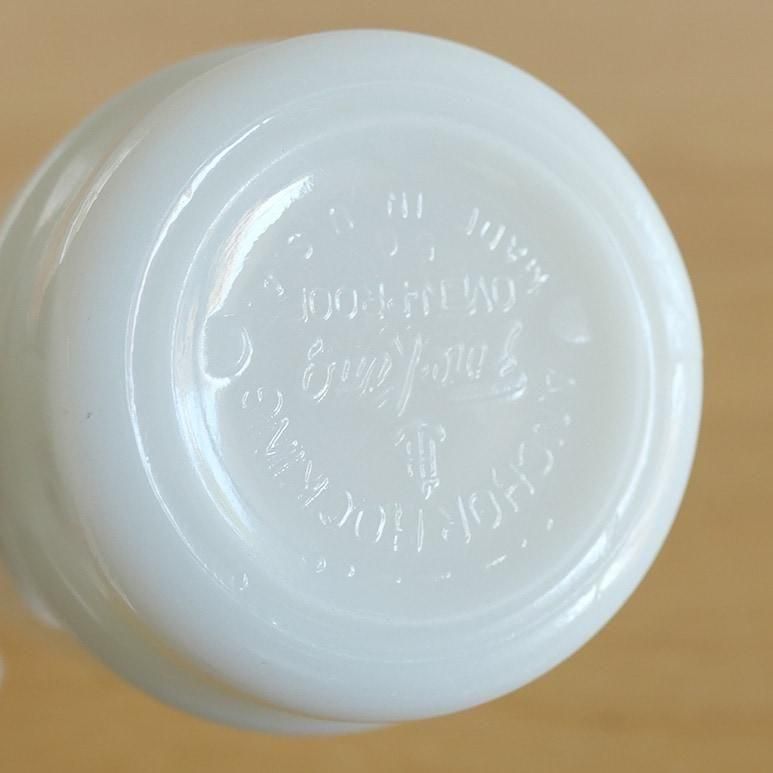 ANCHOR HOCKING
Fire-King
OVEN-PROOF
MADE IN U.S.A.